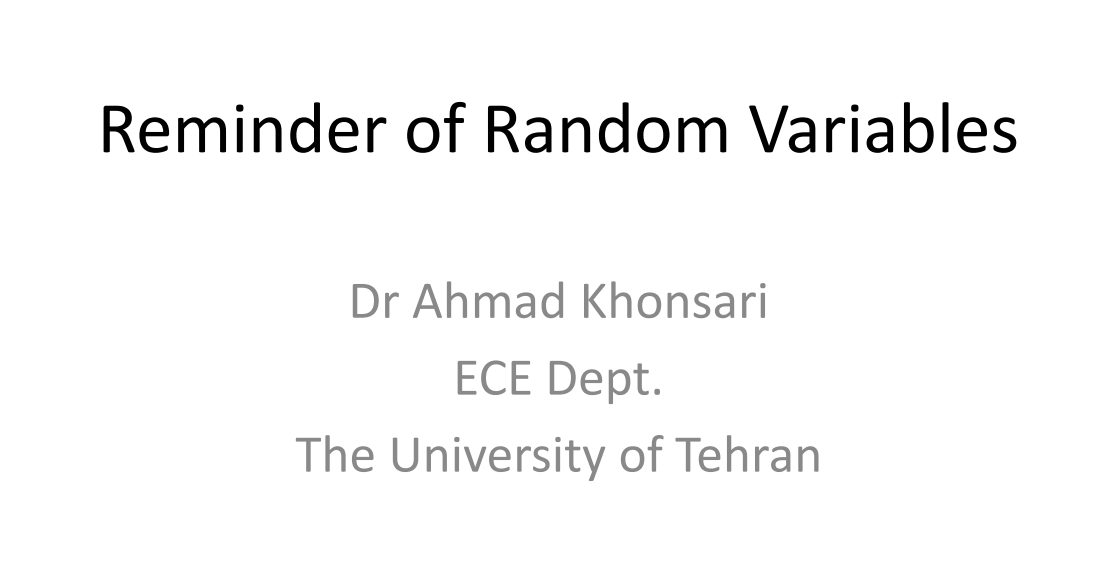 Reminder of Random Variables
Dr Ahmad Khonsari
ECE Dept.
The University of Tehran